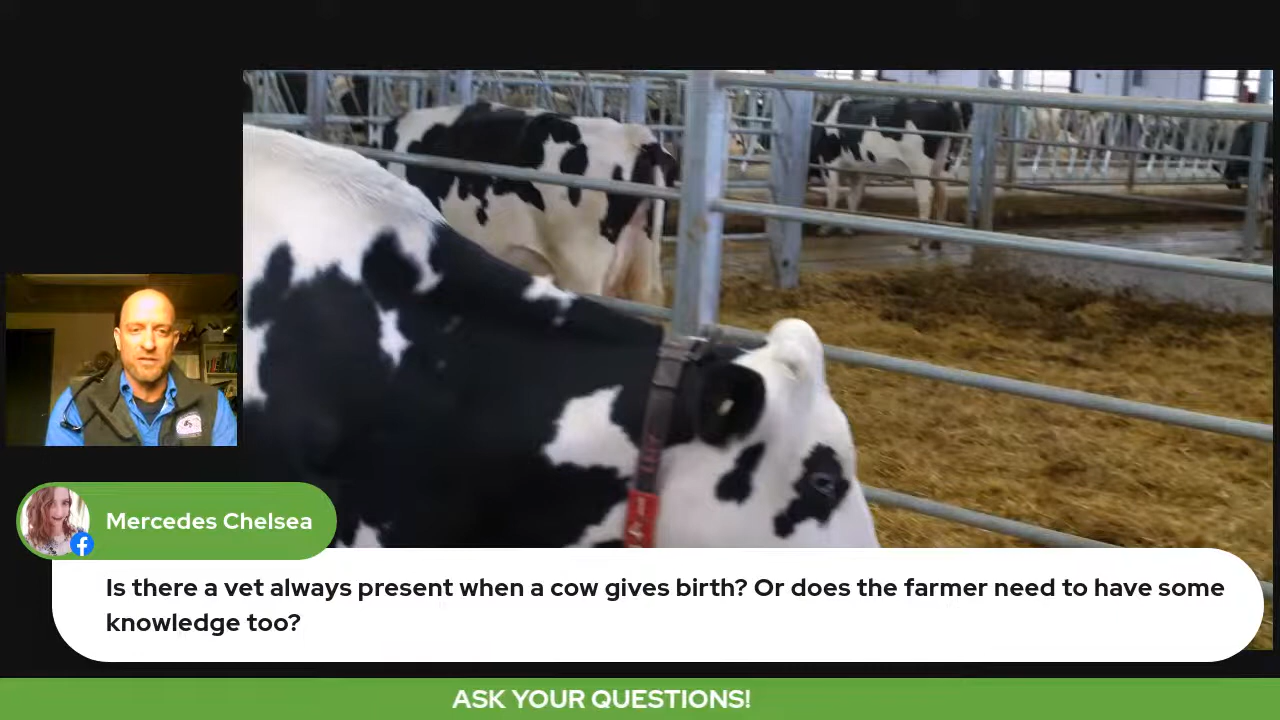 Mercedes Chelsea
Is there a vet always present when a cow gives birth? Or does the farmer need to have some
knowledge too?
ASK YOUR QUESTIONS!